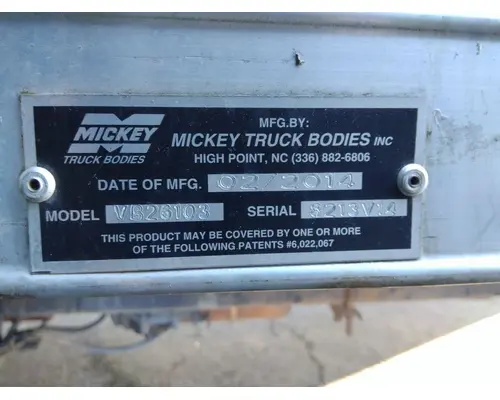 MICKEY
TRUCK BODIES
MFG.BY:
MICKEY TRUCK BODIES INC
HIGH POINT, NC (336) 882-6806
DATE OF MFG. 02/2014
MODEL VB26103
SERIAL 3213V14
THIS PRODUCT MAY BE COVERED BY ONE OR MORE
OF THE FOLLOWING PATENTS #6,022,067